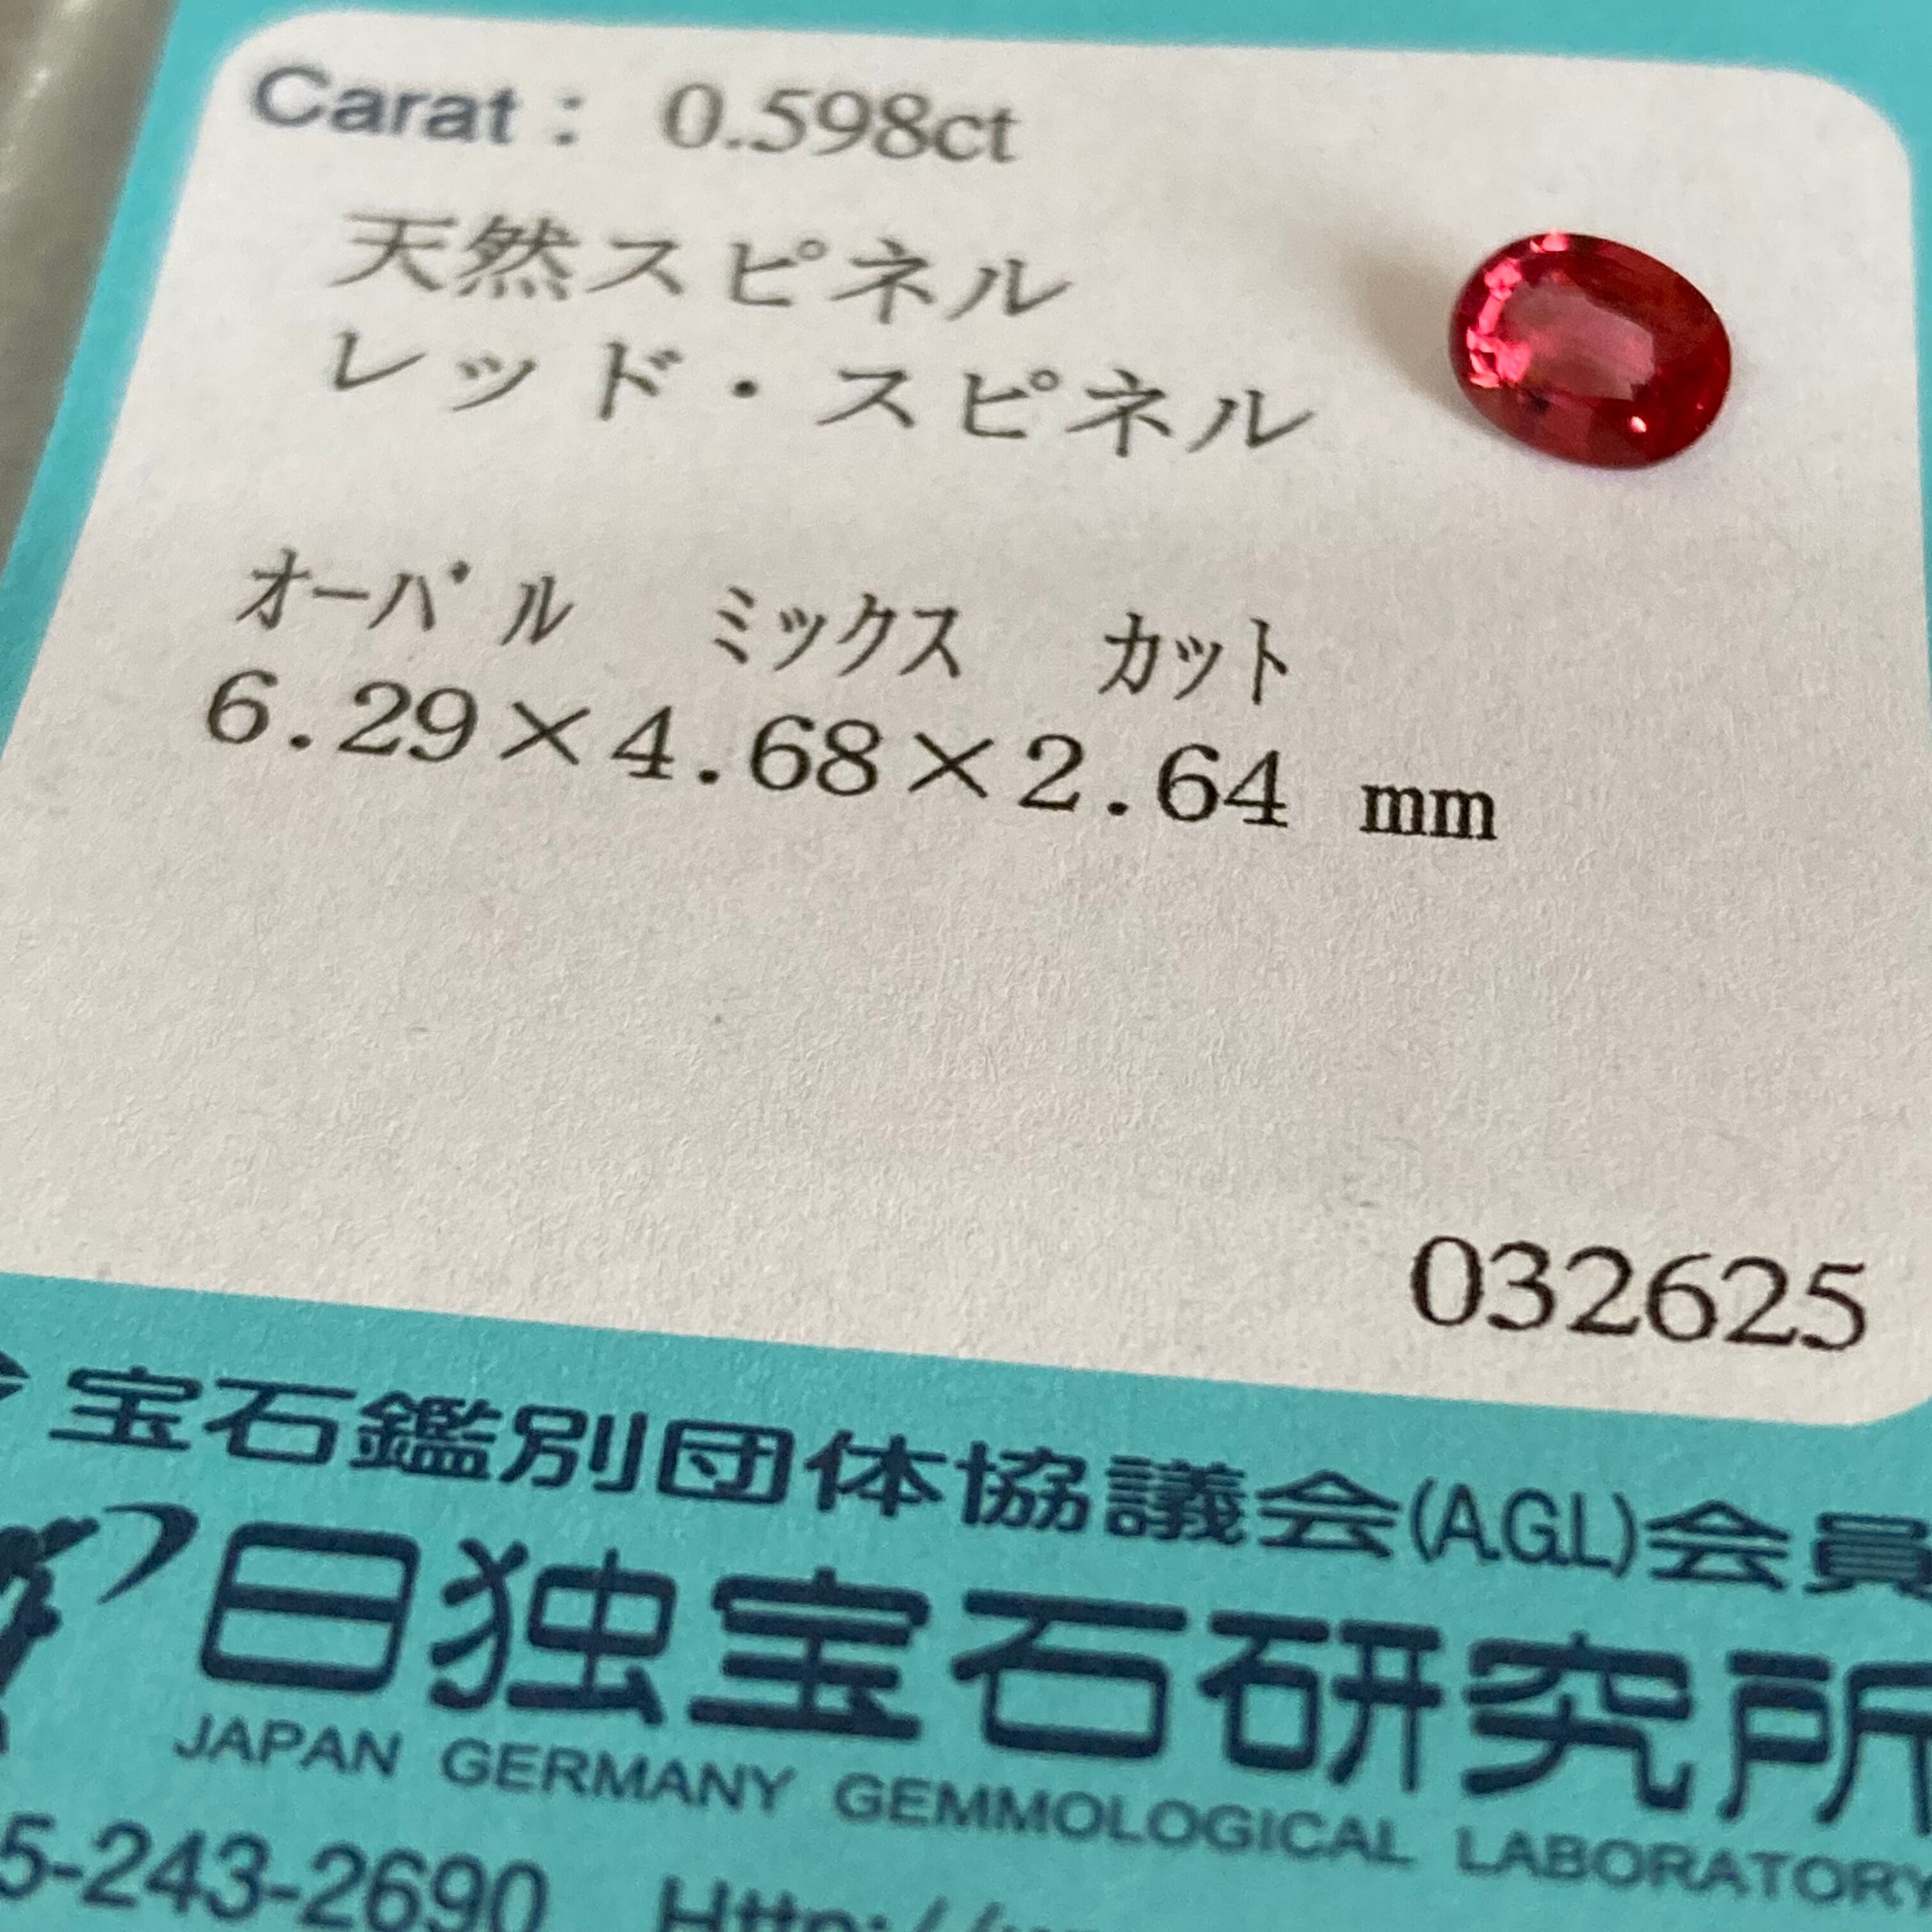 Carat : 0.598ct
天然スピネル
レッド・スピネル
オーバル ミックス カット
6.29×4.68×2.64 mm
032625
宝石鑑別団体協議会(A.G.L)会員
日独宝石研究所
JAPAN GERMANY GEMMOLOGICAL LABORATORY
5-243-2690 Http://w